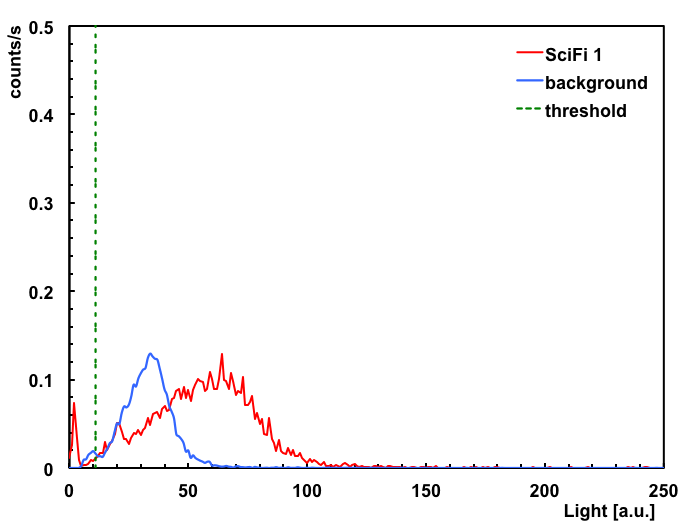 counts/s
0.5
0.4
0.3
0.2
0.1
0
SciFi 1
background
threshold
0 50 100 150 200 250
Light [a.u.]